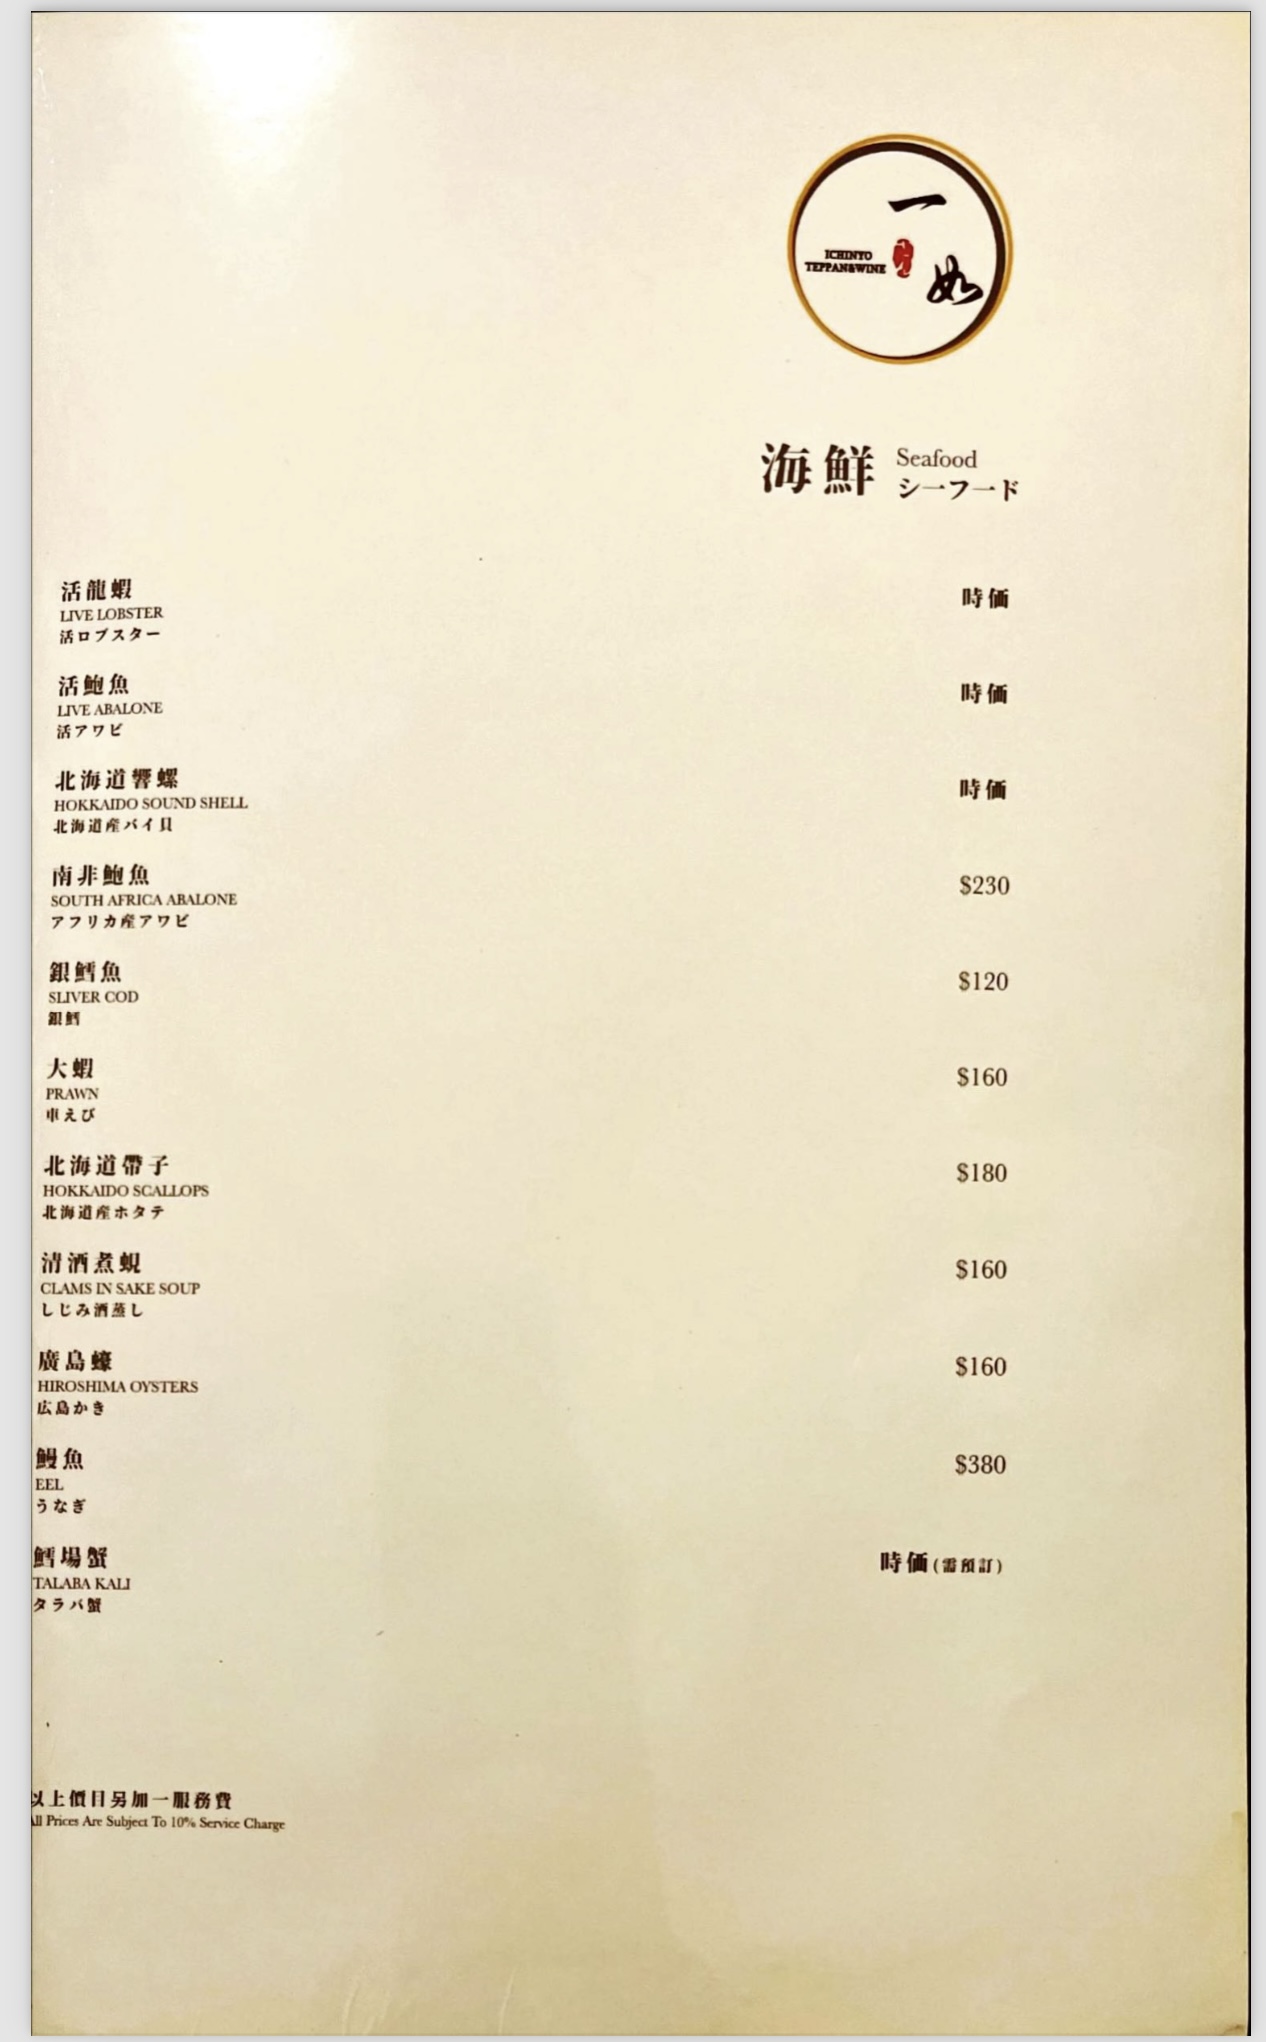 一如
ICHINYO
TEPPAN&WINE
海鮮
Seafood
シーフード
活龍蝦 時価
LIVE LOBSTER
活ロブスター
活鮑魚 時価
LIVE ABALONE
活アワビ
北海道響螺 時価
HOKKAIDO SOUND SHELL
北海道産バイ貝
南非鮑魚 $230
SOUTH AFRICA ABALONE
アフリカ産アワビ
銀鱈魚 $120
SLIVER COD
銀鱈
大蝦 $160
PRAWN
車えび
北海道帶子 $180
HOKKAIDO SCALLOPS
北海道産ホタテ
清酒煮蜆 $160
CLAMS IN SAKE SOUP
しじみ酒蒸し
廣島蠔 $160
HIROSHIMA OYSTERS
広島かき
鰻魚 $380
EEL
うなぎ
鱈場蟹 時価(需預訂)
TALABA KALI
タラバ蟹
以上價目另加一服務費
All Prices Are Subject To 10% Service Charge